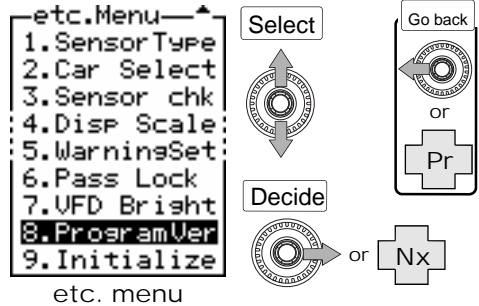 etc.Menu
1.SensorType
2.Car Select
3.Sensor chk
4.Disp Scale
5.WarningSet
6.Pass Lock
7.VFD Bright
8.ProgramVer
9.Initialize
etc. menu
Select
Decide
or
Nx
Go back
or
Pr